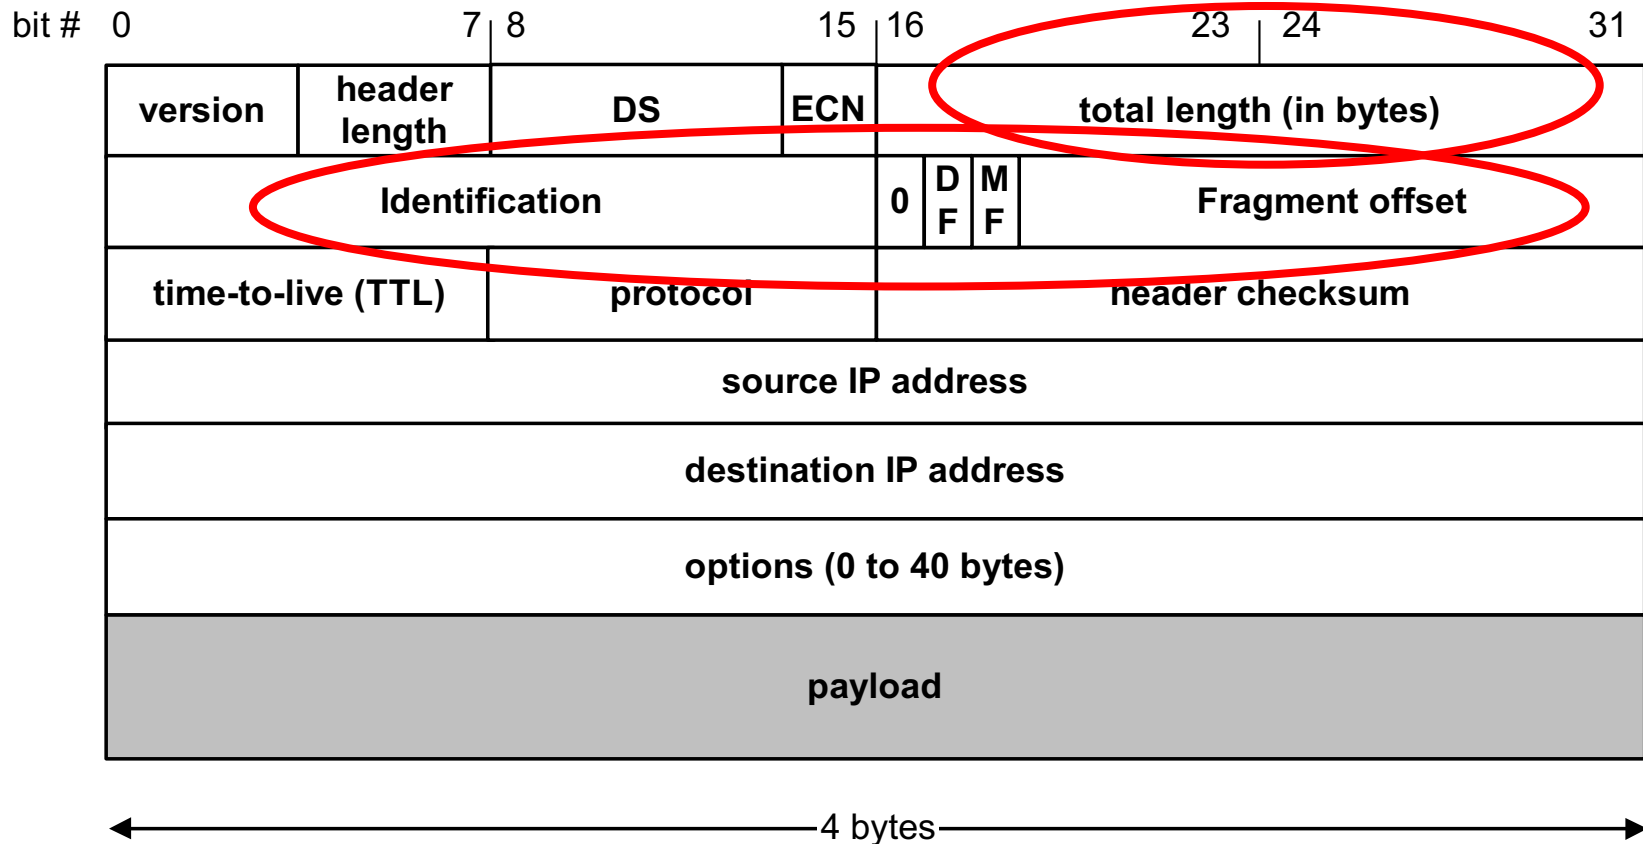 bit # 0 7 8 15 16 23 24 31
version header length DS ECN total length (in bytes)
Identification 0 DF MF Fragment offset
time-to-live (TTL) protocol header checksum
source IP address
destination IP address
options (0 to 40 bytes)
payload
4 bytes